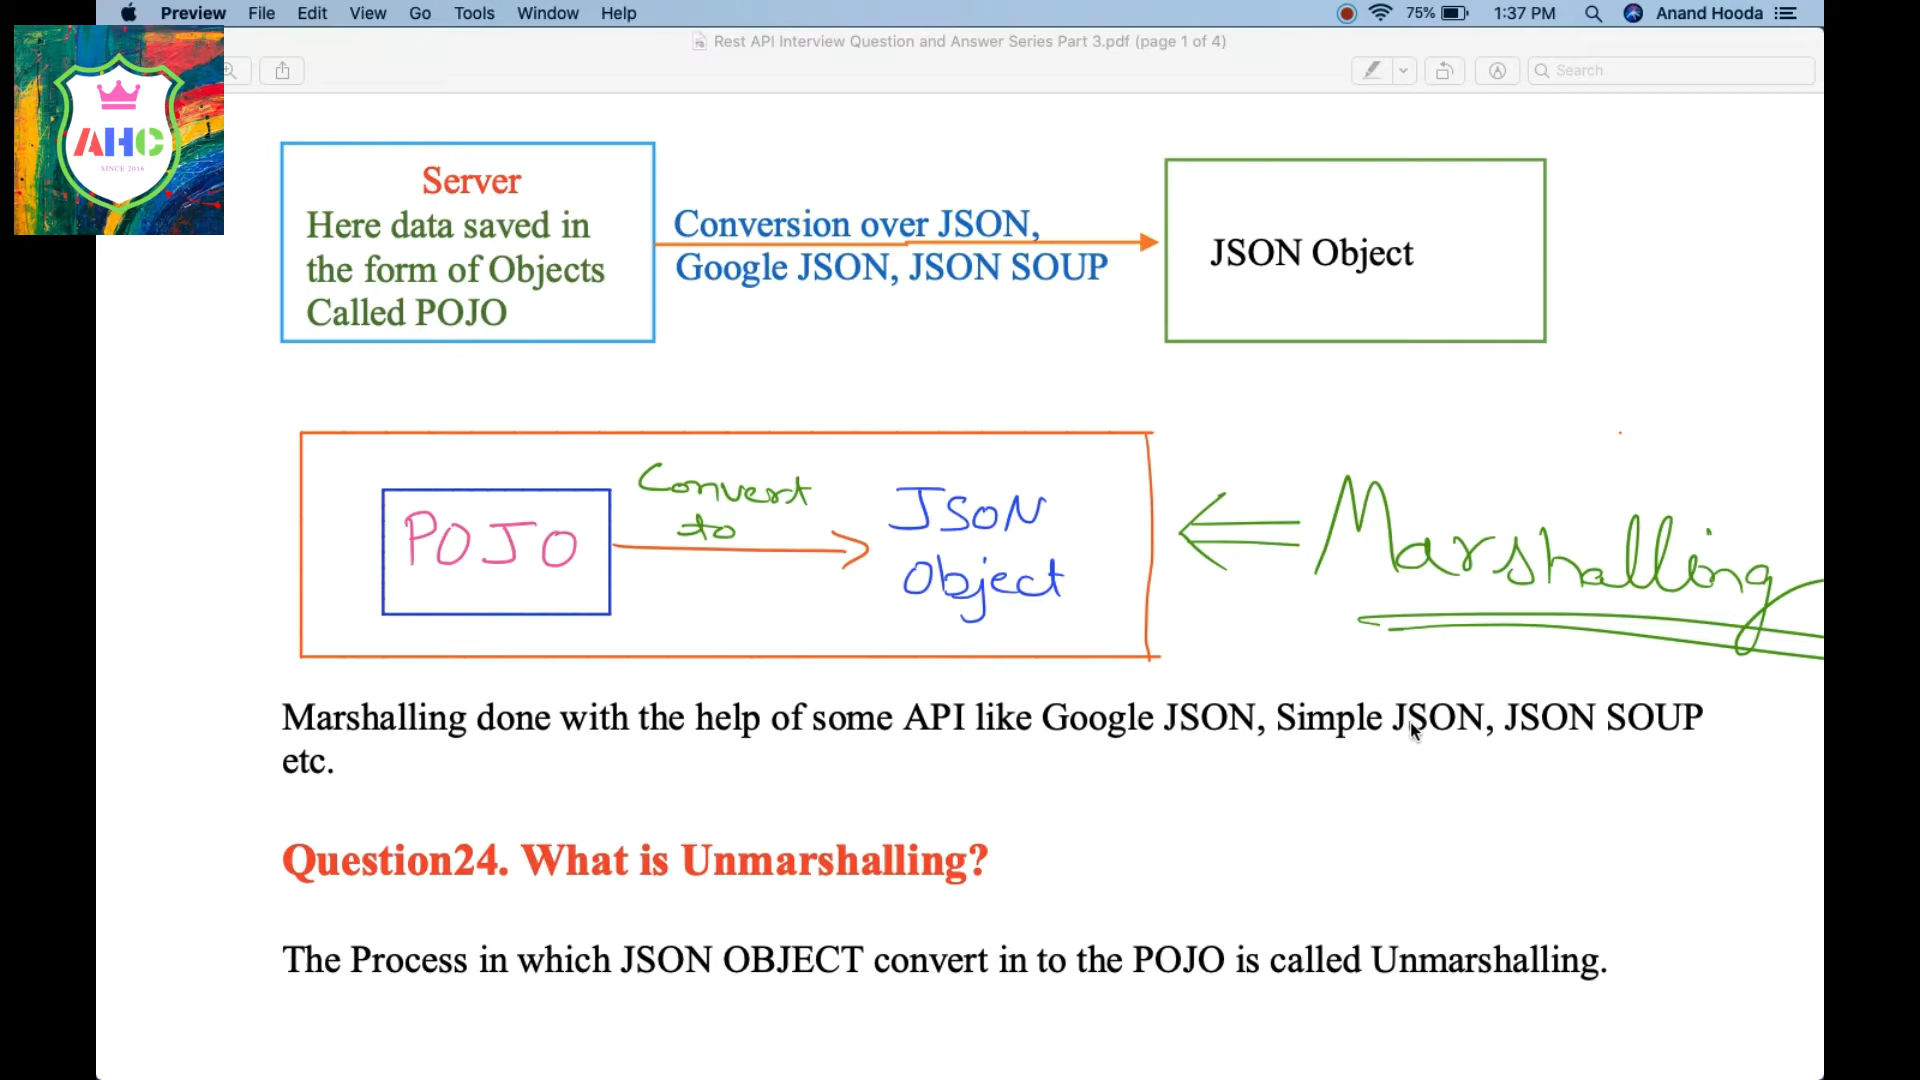 Preview File Edit View Go Tools Window Help 75% 1:37 PM Anand Hooda
Rest API Interview Question and Answer Series Part 3.pdf (page 1 of 4)
Search
AHC
SINCE 2016
Server
Here data saved in
the form of Objects
Called POJO
Conversion over JSON,
Google JSON, JSON SOUP
JSON Object
POJO
Convert
to
JSON
Object
Marshalling
Marshalling done with the help of some API like Google JSON, Simple JSON, JSON SOUP
etc.
Question24. What is Unmarshalling?
The Process in which JSON OBJECT convert in to the POJO is called Unmarshalling.